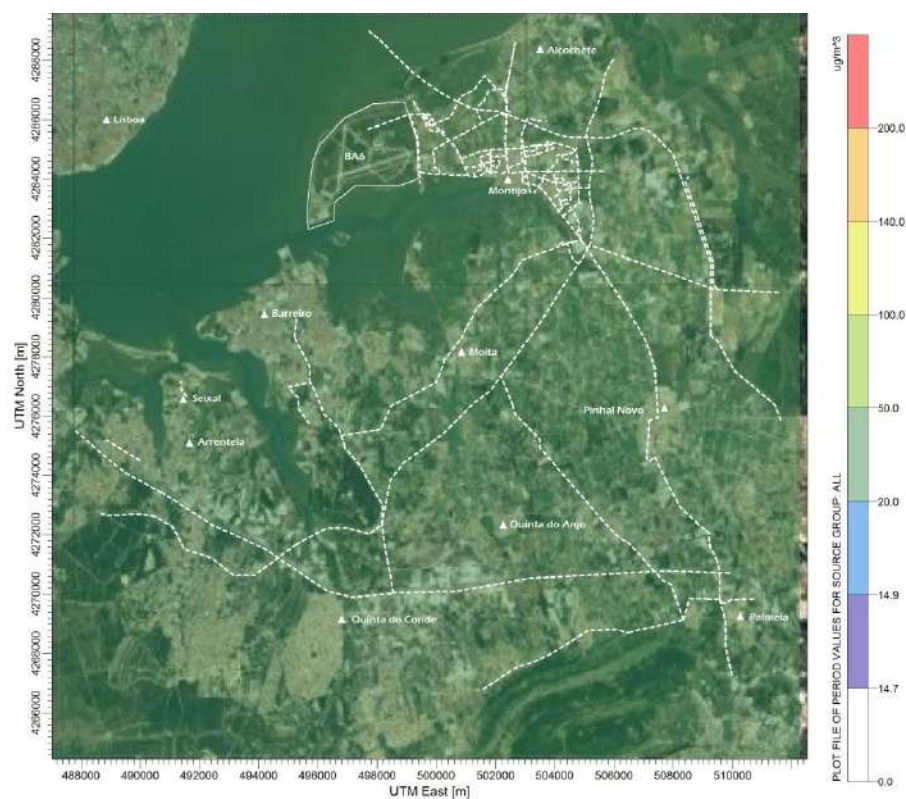 Alcochete
Lisboa
BA6
Montijo
Barreiro
Moita
Seixal
Pinhal Novo
Arrentela
Quinta do Anjo
Quinta do Conde
Palmela
UTM North [m]
4288000
4286000
4284000
4282000
4280000
4278000
4276000
4274000
4272000
4270000
4268000
4266000
488000 490000 492000 494000 496000 498000 500000 502000 504000 506000 508000 510000
UTM East [m]
PLOT FILE OF PERIOD VALUES FOR SOURCE GROUP: ALL
ug/m^3
200.0
140.0
100.0
50.0
20.0
14.9
14.7
0.0